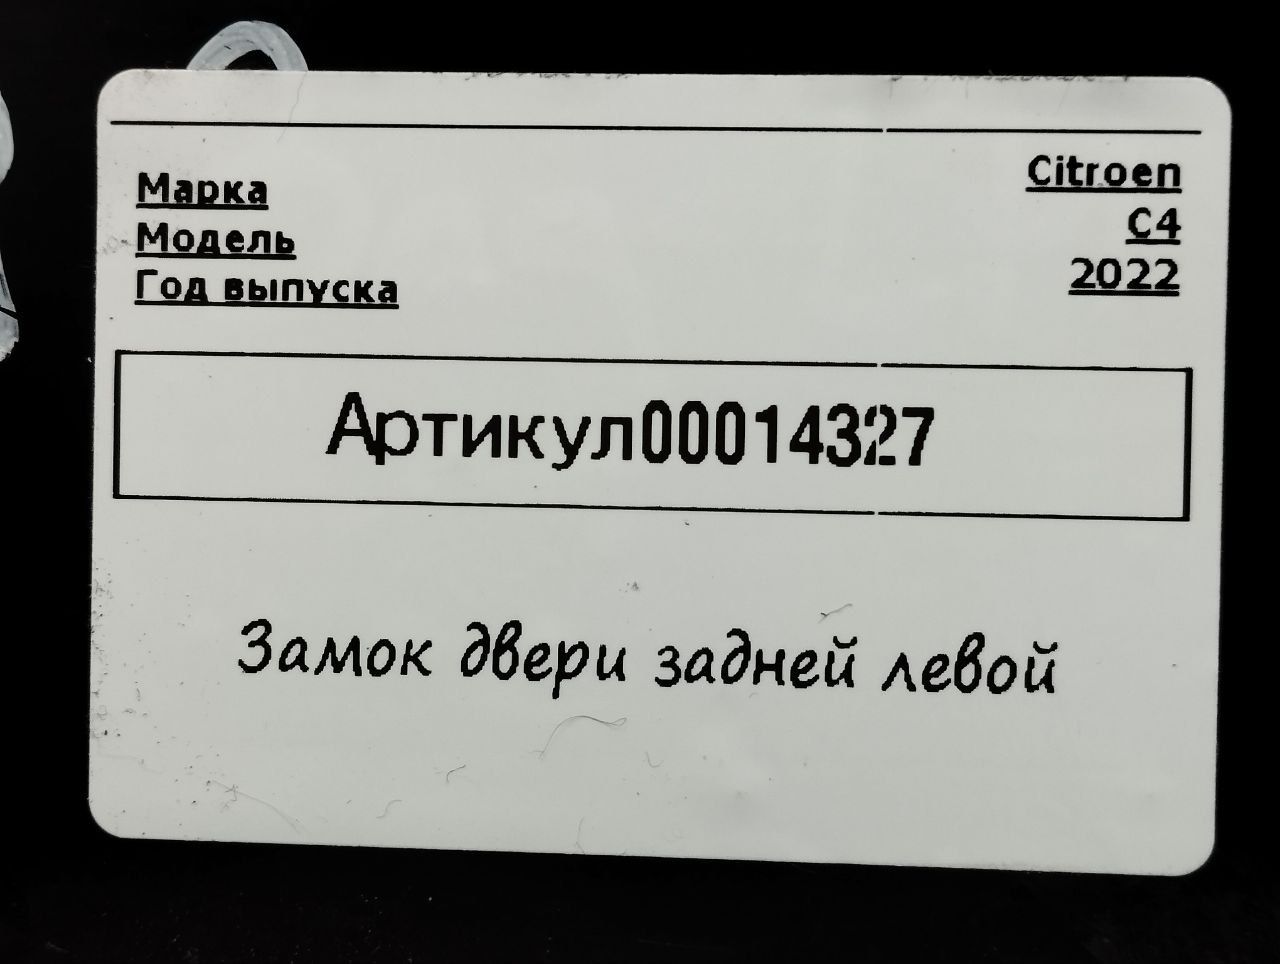 Марка Citroen
Модель C4
Год выпуска 2022
Артикул00014327
Замок двери задней левой